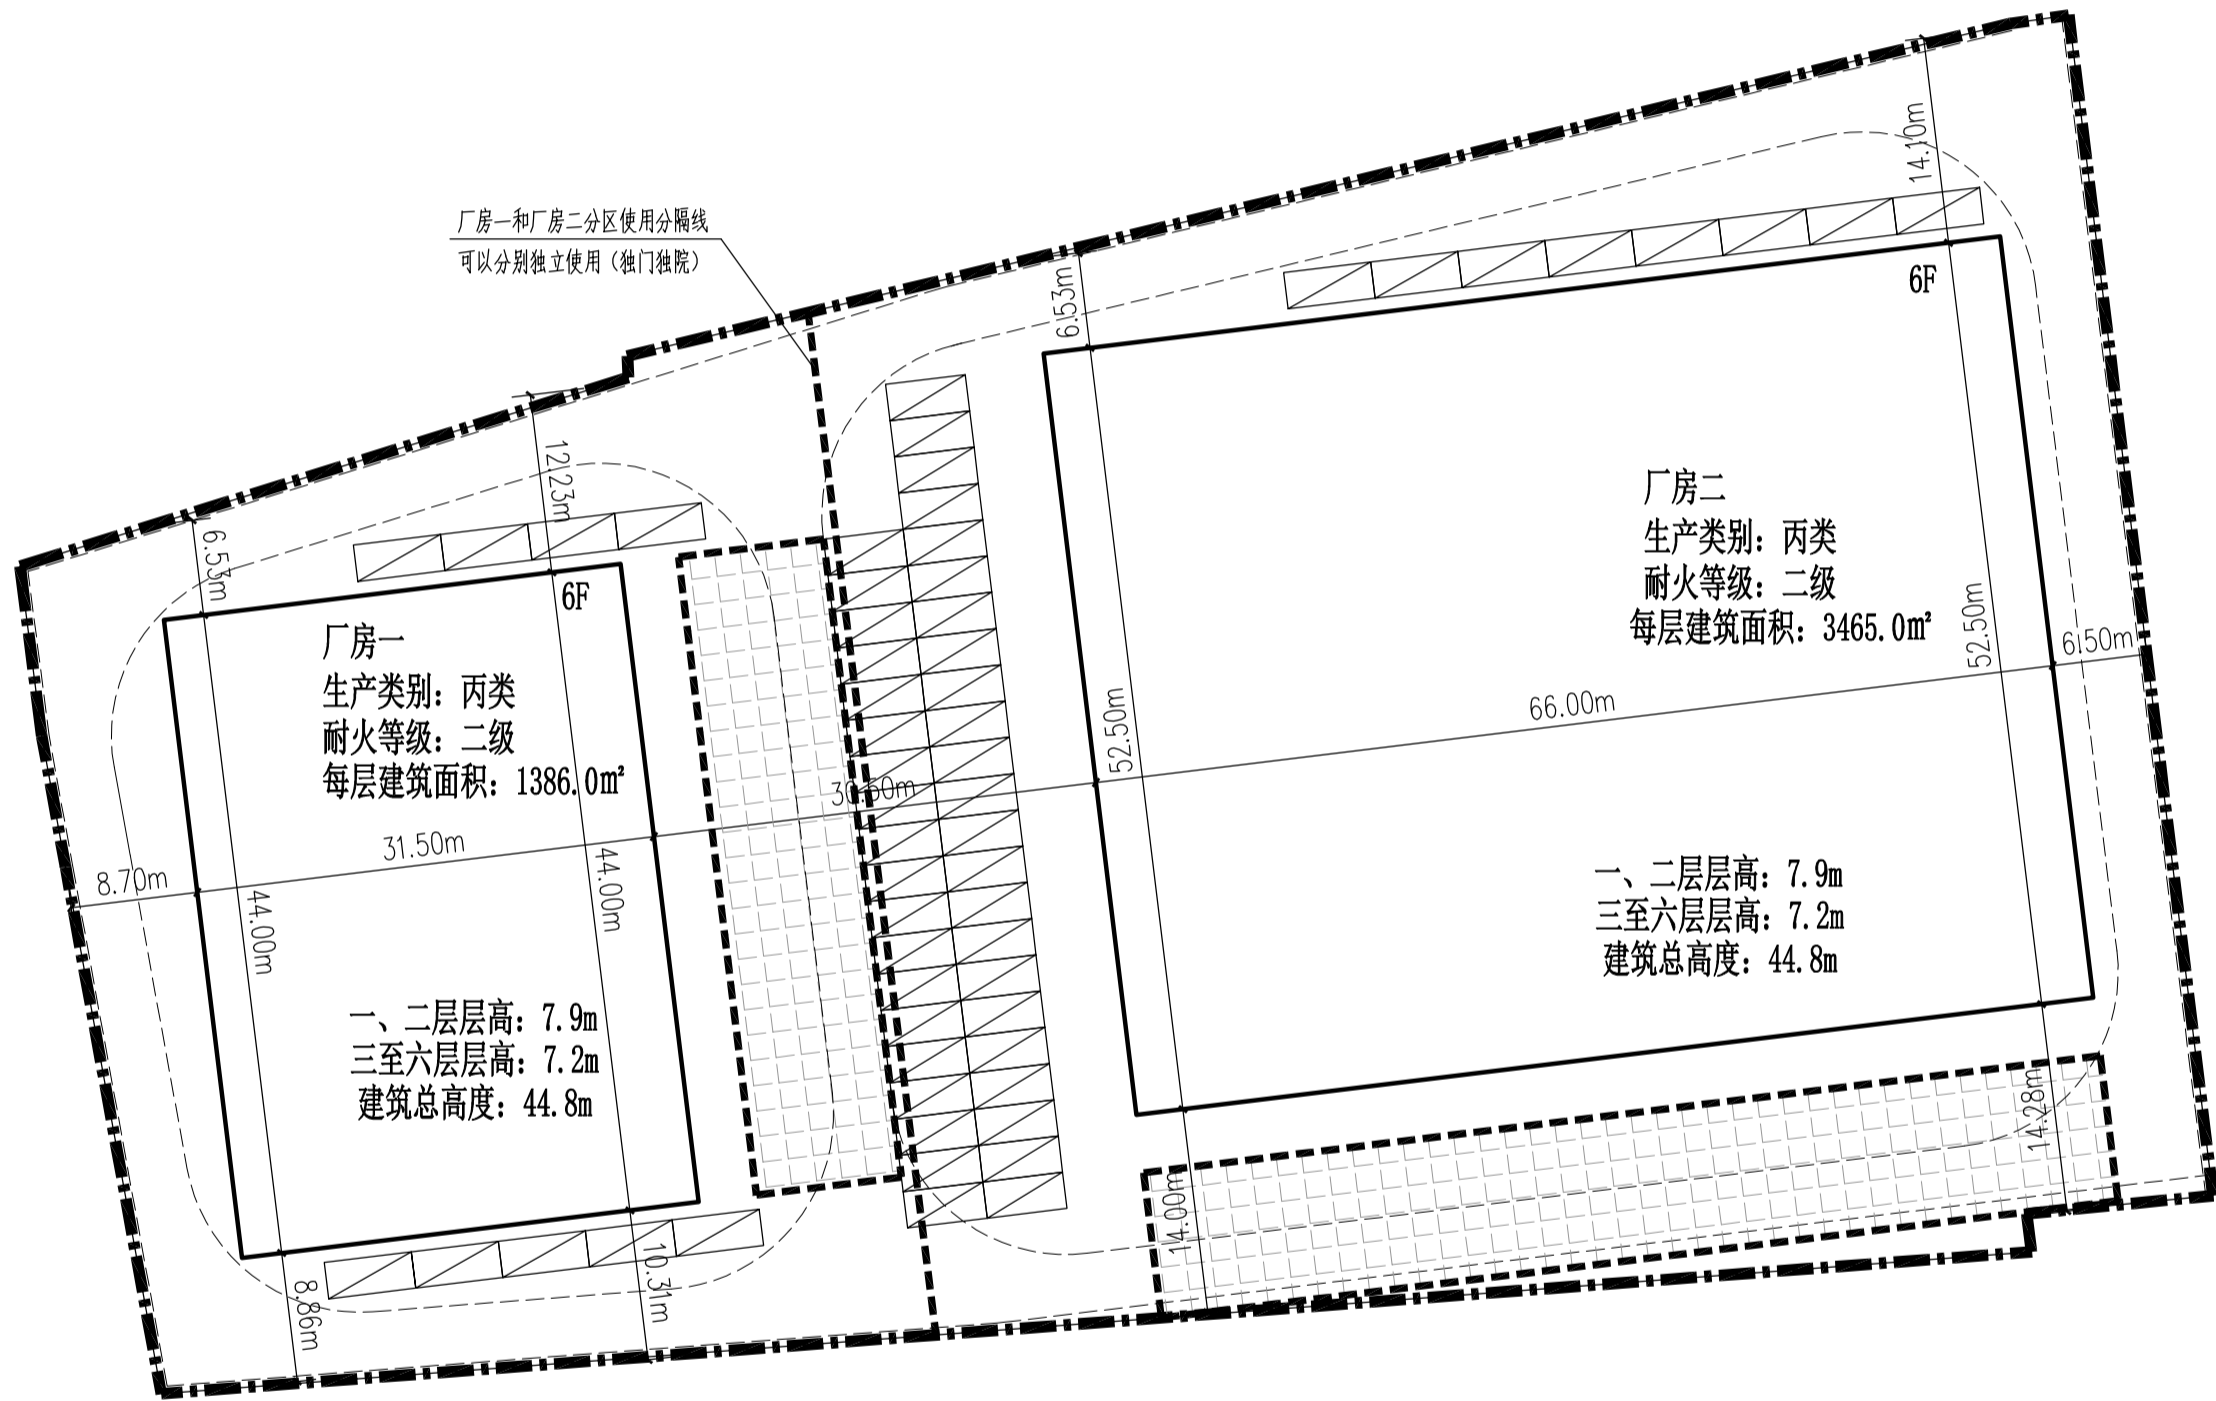 厂房一和厂房二分区使用分隔线
可以分别独立使用（独门独院）
14.10m
6.53m
6F
12.23m
6.53m
6F
厂房二
生产类别：丙类
耐火等级：二级
每层建筑面积：3465.0㎡
52.50m
6.50m
厂房一
生产类别：丙类
耐火等级：二级
每层建筑面积：1386.0㎡
66.00m
52.50m
30.50m
31.50m
44.00m
8.70m
44.00m
一、二层层高：7.9m
三至六层层高：7.2m
建筑总高度：44.8m
一、二层层高：7.9m
三至六层层高：7.2m
建筑总高度：44.8m
14.28m
14.00m
10.31m
8.86m